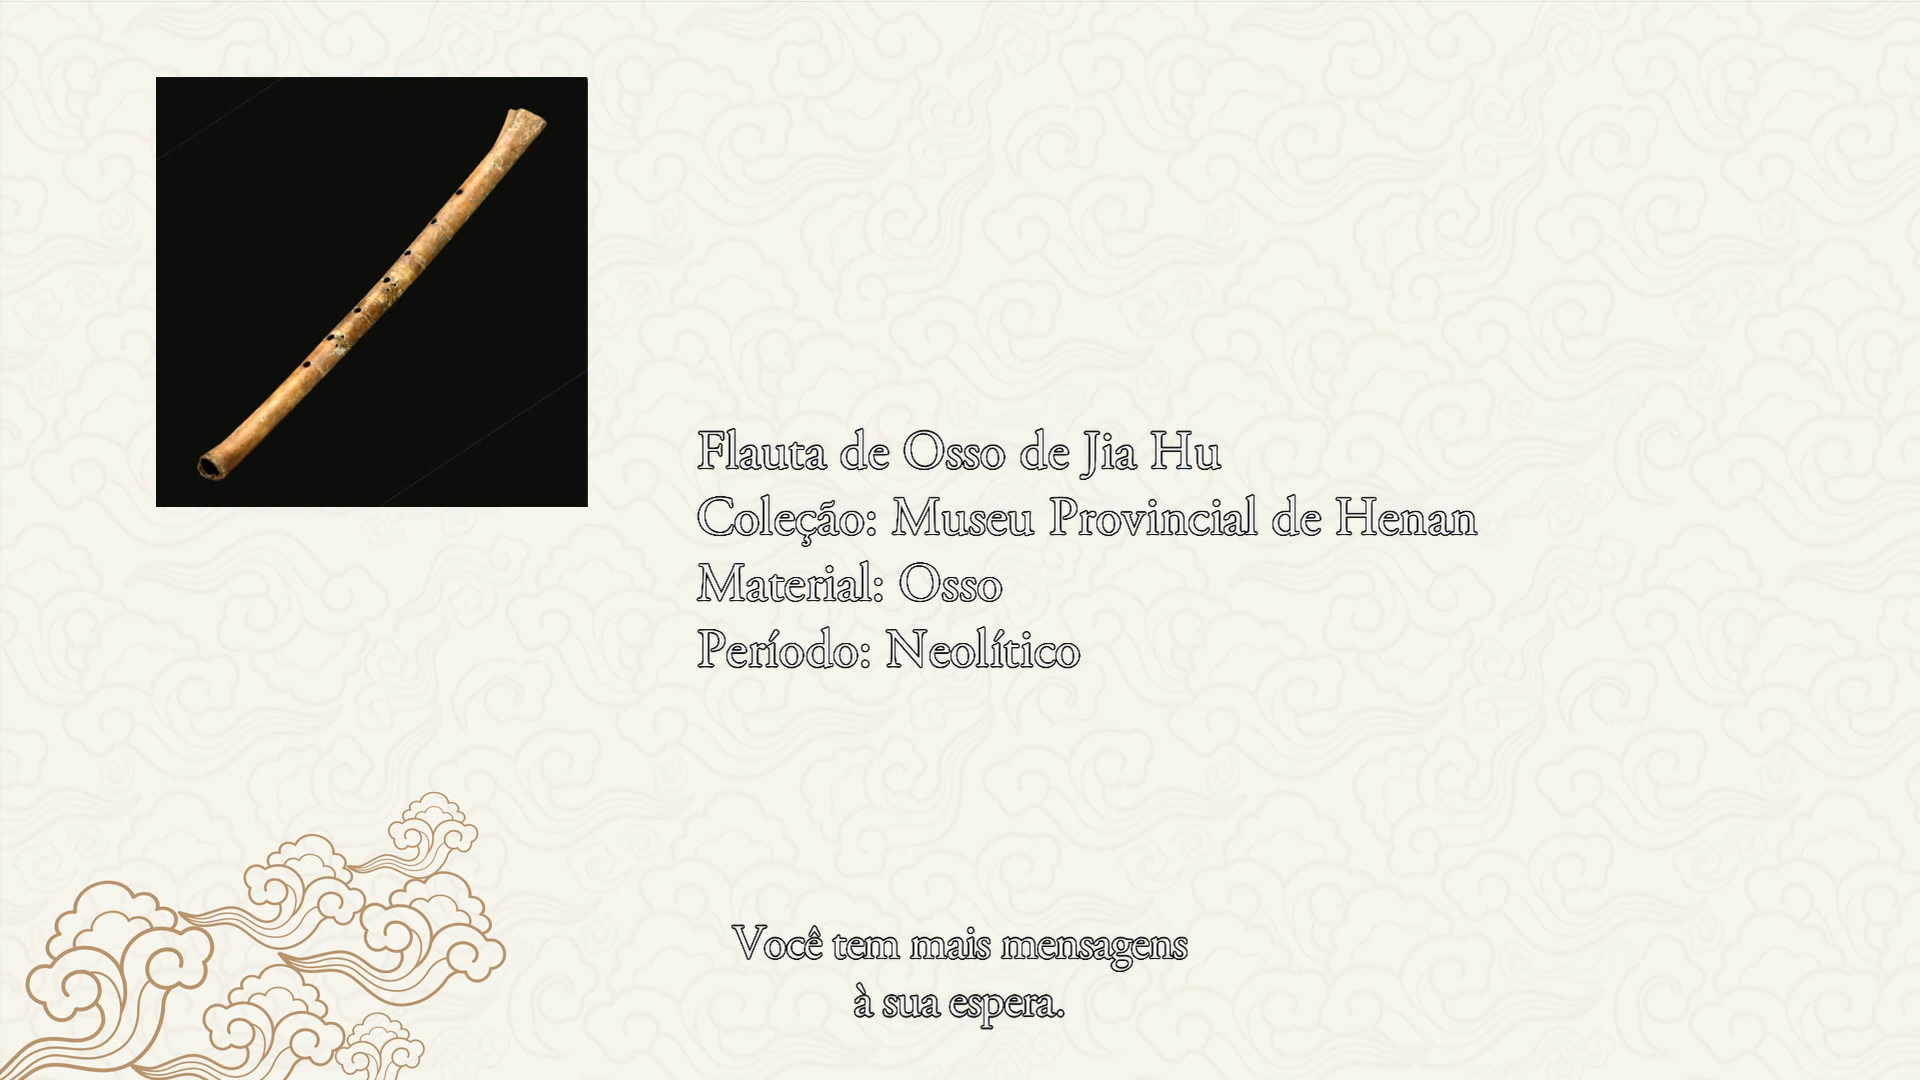 Flauta de Osso de Jia Hu
Coleção: Museu Provincial de Henan
Material: Osso
Período: Neolítico
Você tem mais mensagens
à sua espera.